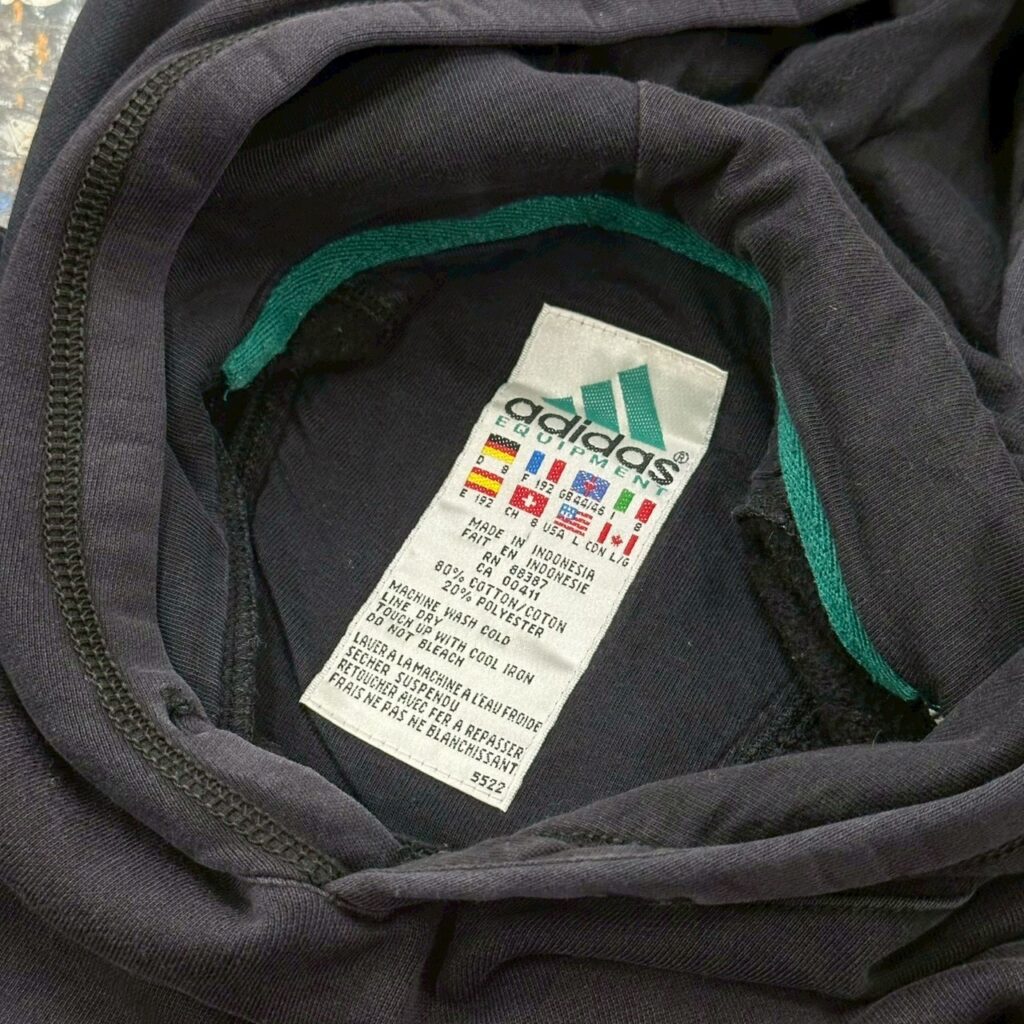 adidas®
EQUIPMENT
D 8 F 192 GB 44/46 I 8
E 192 CH 8 USA L CDN L/G
MADE IN INDONESIA
FAIT EN INDONESIE
RN 88387
CA 00411
80% COTTON/COTON
20% POLYESTER
MACHINE WASH COLD
LINE DRY
TOUCH UP WITH COOL IRON
DO NOT BLEACH
LAVER A LA MACHINE A L'EAU FROIDE
SECHER SUSPENDU
RETOUCHER AVEC FER A REPASSER
FRAIS NE PAS NE BLANCHISSANT
5522